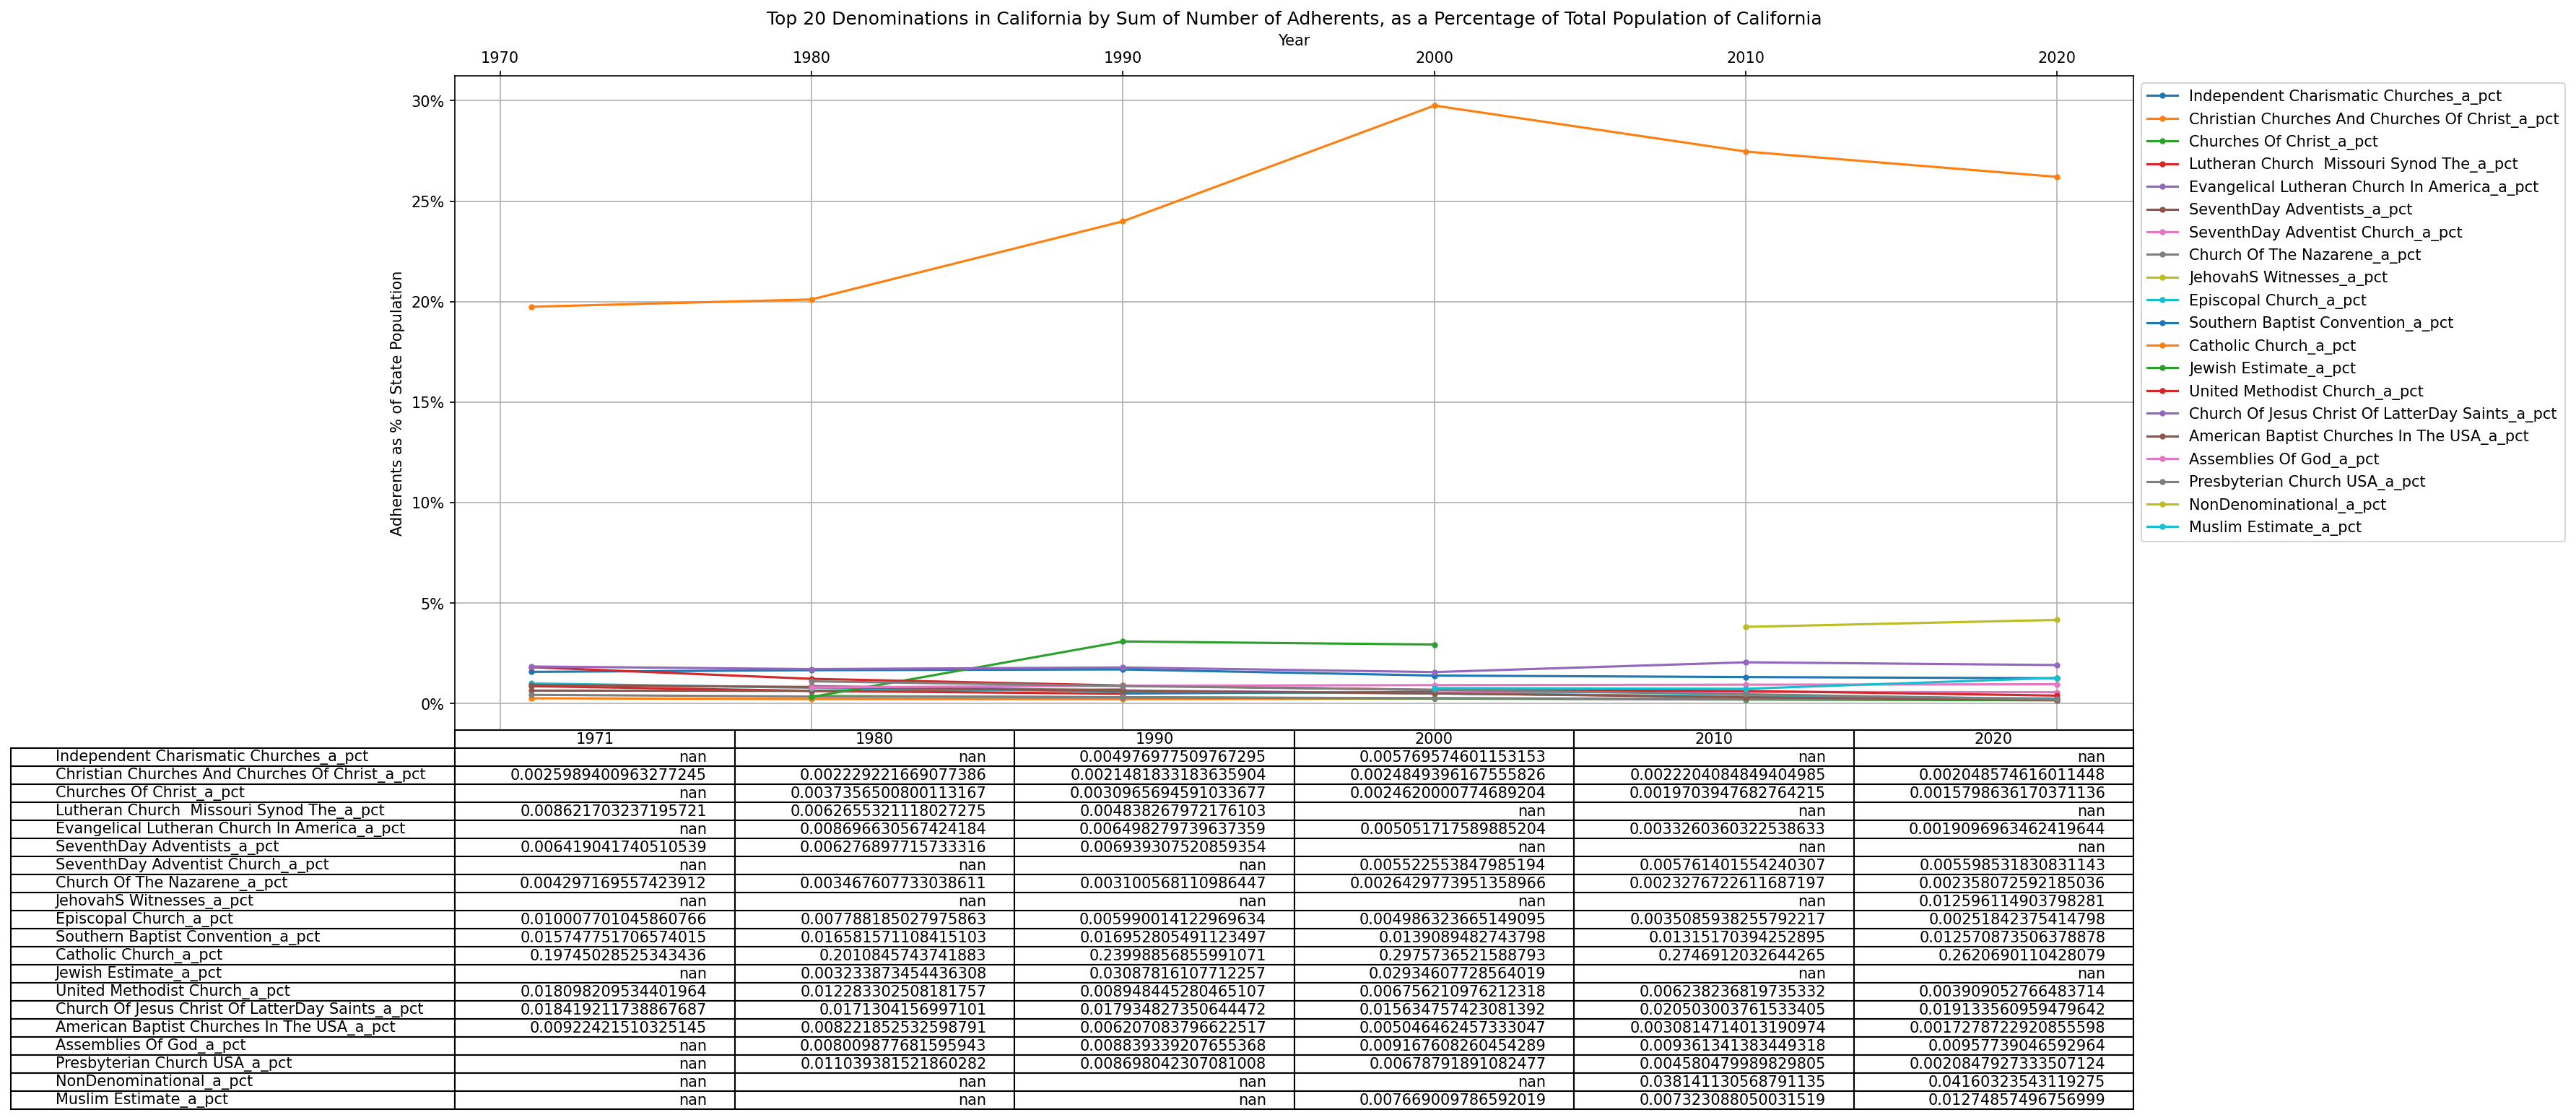 Top 20 Denominations in California by Sum of Number of Adherents, as a Percentage of Total Population of California
Year
1970 1980 1990 2000 2010 2020
30%
25%
20%
15%
10%
5%
0%
Adherents as % of State Population
Independent Charismatic Churches_a_pct
Christian Churches And Churches Of Christ_a_pct
Churches Of Christ_a_pct
Lutheran Church  Missouri Synod The_a_pct
Evangelical Lutheran Church In America_a_pct
SeventhDay Adventists_a_pct
SeventhDay Adventist Church_a_pct
Church Of The Nazarene_a_pct
JehovahS Witnesses_a_pct
Episcopal Church_a_pct
Southern Baptist Convention_a_pct
Catholic Church_a_pct
Jewish Estimate_a_pct
United Methodist Church_a_pct
Church Of Jesus Christ Of LatterDay Saints_a_pct
American Baptist Churches In The USA_a_pct
Assemblies Of God_a_pct
Presbyterian Church USA_a_pct
NonDenominational_a_pct
Muslim Estimate_a_pct
1971 1980 1990 2000 2010 2020
Independent Charismatic Churches_a_pct nan nan 0.004976977509767295 0.005769574601153153 nan nan
Christian Churches And Churches Of Christ_a_pct 0.0025989400963277245 0.002229221669077386 0.0021481833183635904 0.0024849396167555826 0.0022204084849404985 0.002048574616011448
Churches Of Christ_a_pct nan 0.0037356500800113167 0.0030965694591033677 0.0024620000774689204 0.0019703947682764215 0.0015798636170371136
Lutheran Church  Missouri Synod The_a_pct 0.008621703237195721 0.0062655321118027275 0.004838267972176103 nan nan nan
Evangelical Lutheran Church In America_a_pct nan 0.008696630567424184 0.006498279739637359 0.005051717589885204 0.0033260360322538633 0.0019096963462419644
SeventhDay Adventists_a_pct 0.006419041740510539 0.006276897715733316 0.006939307520859354 nan nan nan
SeventhDay Adventist Church_a_pct nan nan nan 0.005522553847985194 0.005761401554240307 0.005598531830831143
Church Of The Nazarene_a_pct 0.004297169557423912 0.003467607733038611 0.003100568110986447 0.0026429773951358966 0.0023276722611687197 0.002358072592185036
JehovahS Witnesses_a_pct nan nan nan nan nan 0.012596114903798281
Episcopal Church_a_pct 0.010007701045860766 0.007788185027975863 0.005990014122969634 0.004986323665149095 0.0035085938255792217 0.00251842375414798
Southern Baptist Convention_a_pct 0.015747751706574015 0.016581571108415103 0.016952805491123497 0.0139089482743798 0.01315170394252895 0.012570873506378878
Catholic Church_a_pct 0.19745028525343436 0.2010845743741883 0.23998856855991071 0.2975736521588793 0.2746912032644265 0.2620690110428079
Jewish Estimate_a_pct nan 0.003233873454436308 0.03087816107712257 0.02934607728564019 nan nan
United Methodist Church_a_pct 0.018098209534401964 0.012283302508181757 0.008948445280465107 0.006756210976212318 0.006238236819735332 0.003909052766483714
Church Of Jesus Christ Of LatterDay Saints_a_pct 0.018419211738867687 0.0171304156997101 0.017934827350644472 0.015634757423081392 0.020503003761533405 0.019133560959479642
American Baptist Churches In The USA_a_pct 0.00922421510325145 0.008221852532598791 0.006207083796622517 0.005046462457333047 0.0030814714013190974 0.0017278722920855598
Assemblies Of God_a_pct nan 0.008009877681595943 0.008839339207655368 0.009167608260454289 0.009361341383449318 0.00957739046592964
Presbyterian Church USA_a_pct nan 0.011039381521860282 0.008698042307081008 0.00678791891082477 0.004580479989829805 0.0020847927333507124
NonDenominational_a_pct nan nan nan nan 0.038141130568791135 0.04160323543119275
Muslim Estimate_a_pct nan nan nan 0.007669009786592019 0.007323088050031519 0.01274857496756999